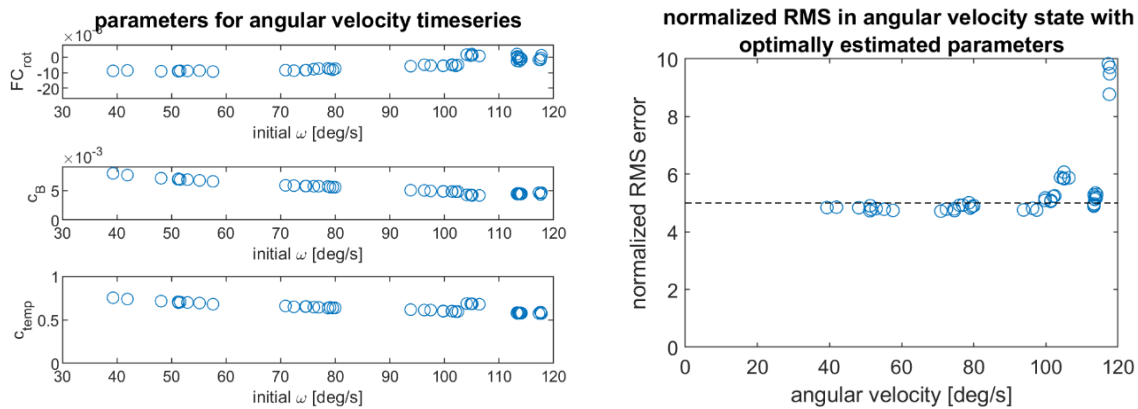 parameters for angular velocity timeseries
×10⁻³
FC_rot
0
-10
-20
30 40 50 60 70 80 90 100 110 120
initial ω [deg/s]
×10⁻³
c_B
5
0
30 40 50 60 70 80 90 100 110 120
initial ω [deg/s]
c_temp
1
0.5
0
30 40 50 60 70 80 90 100 110 120
initial ω [deg/s]
normalized RMS in angular velocity state with
optimally estimated parameters
normalized RMS error
10
8
6
4
2
0
0 20 40 60 80 100 120
angular velocity [deg/s]